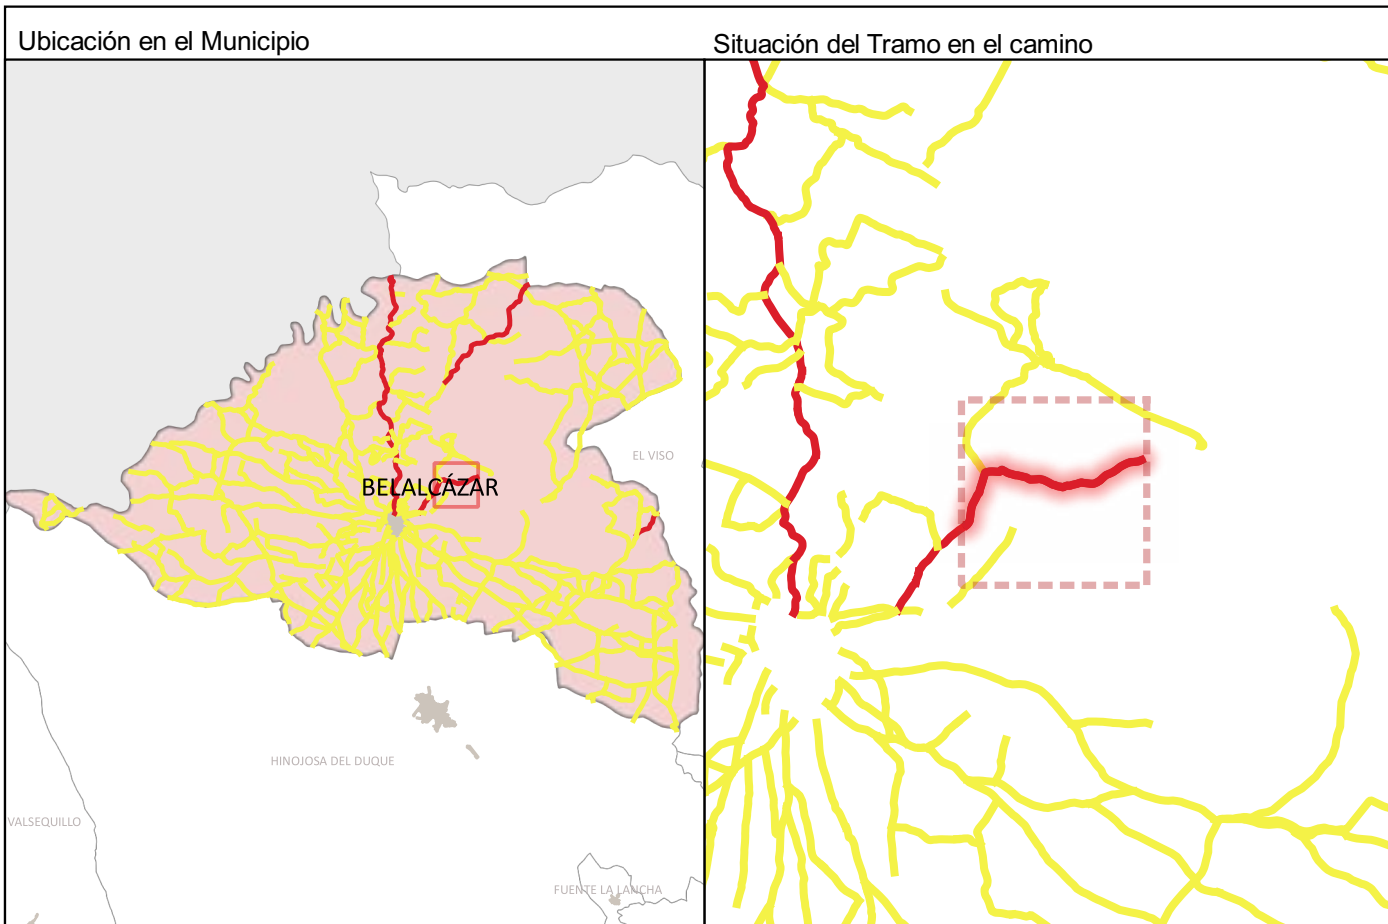 Ubicación en el Municipio
Situación del Tramo en el camino
EL VISO
BELALCÁZAR
HINOJOSA DEL DUQUE
VALSEQUILLO
FUENTE LA LANCHA